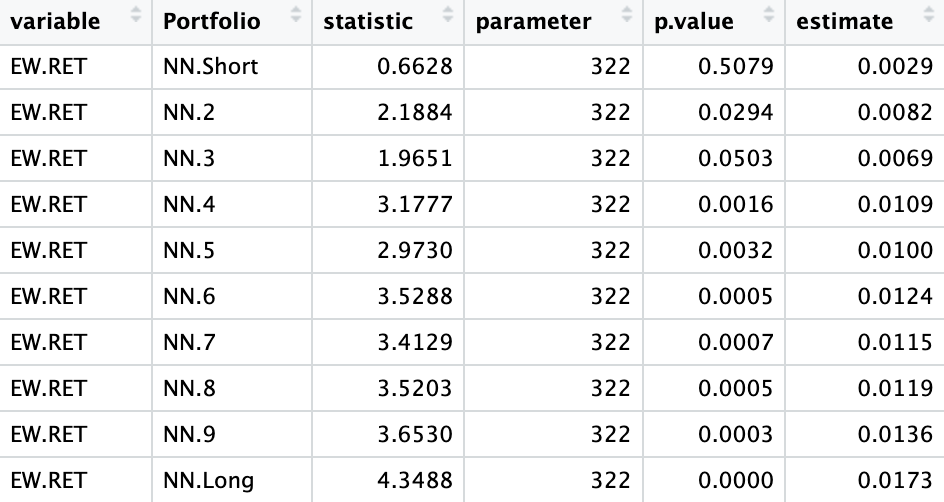 variable Portfolio statistic parameter p.value estimate
EW.RET NN.Short 0.6628 322 0.5079 0.0029
EW.RET NN.2 2.1884 322 0.0294 0.0082
EW.RET NN.3 1.9651 322 0.0503 0.0069
EW.RET NN.4 3.1777 322 0.0016 0.0109
EW.RET NN.5 2.9730 322 0.0032 0.0100
EW.RET NN.6 3.5288 322 0.0005 0.0124
EW.RET NN.7 3.4129 322 0.0007 0.0115
EW.RET NN.8 3.5203 322 0.0005 0.0119
EW.RET NN.9 3.6530 322 0.0003 0.0136
EW.RET NN.Long 4.3488 322 0.0000 0.0173